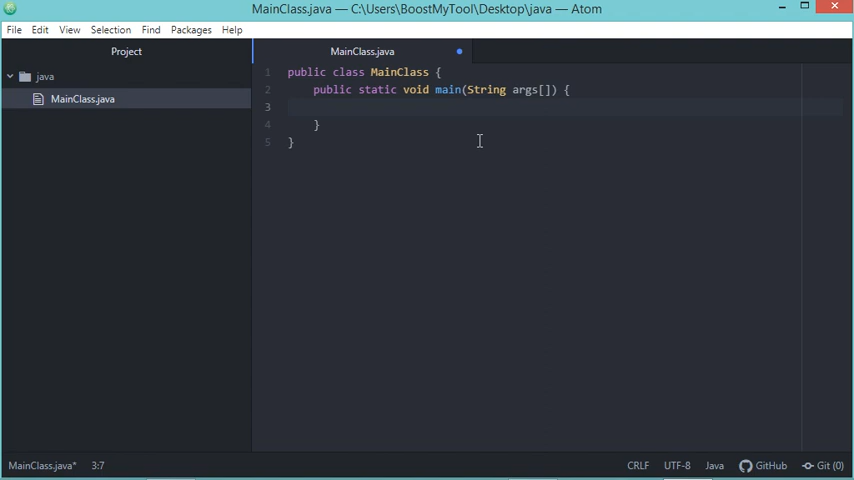 MainClass.java — C:\Users\BoostMyTool\Desktop\java — Atom
File Edit View Selection Find Packages Help
Project
MainClass.java
java
MainClass.java
1 public class MainClass {
2 public static void main(String args[]) {
3
4 }
5 }
MainClass.java* 3:7 CRLF UTF-8 Java GitHub Git (0)